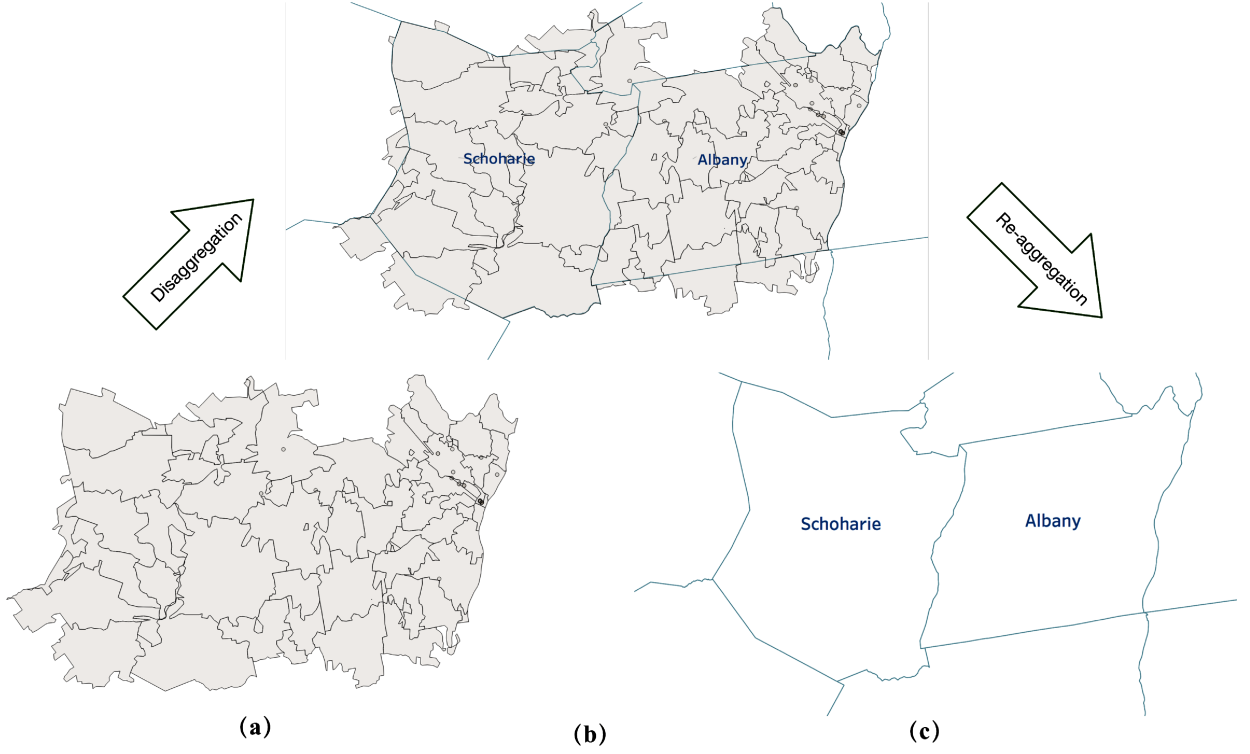 Schoharie
Albany
Disaggregation
Re-aggregation
Schoharie
Albany
(a)
(b)
(c)